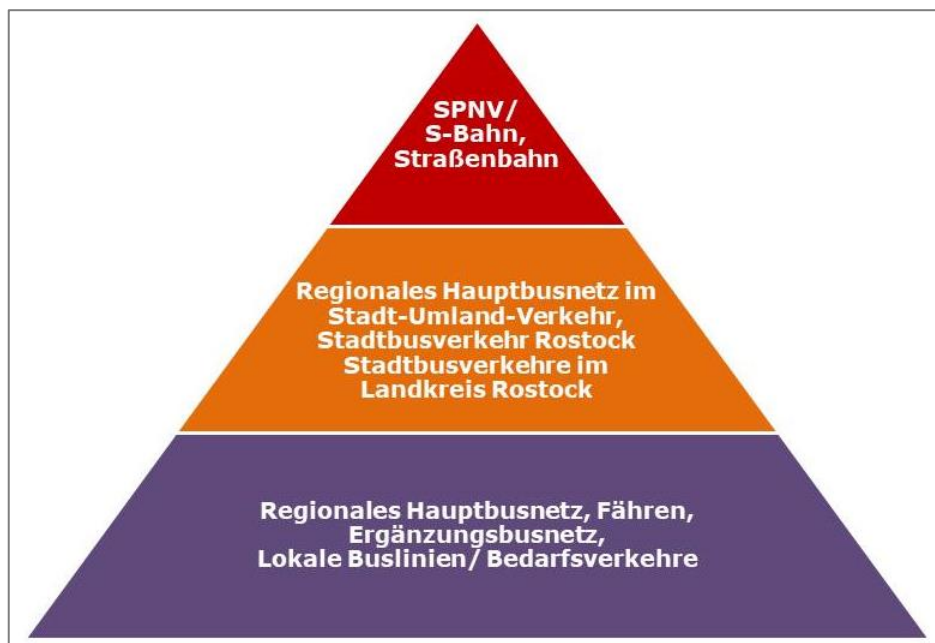 SPNV/
S-Bahn,
Straßenbahn
Regionales Hauptbusnetz im
Stadt-Umland-Verkehr,
Stadtbusverkehr Rostock
Stadtbusverkehre im
Landkreis Rostock
Regionales Hauptbusnetz, Fähren,
Ergänzungsbusnetz,
Lokale Buslinien/ Bedarfsverkehre